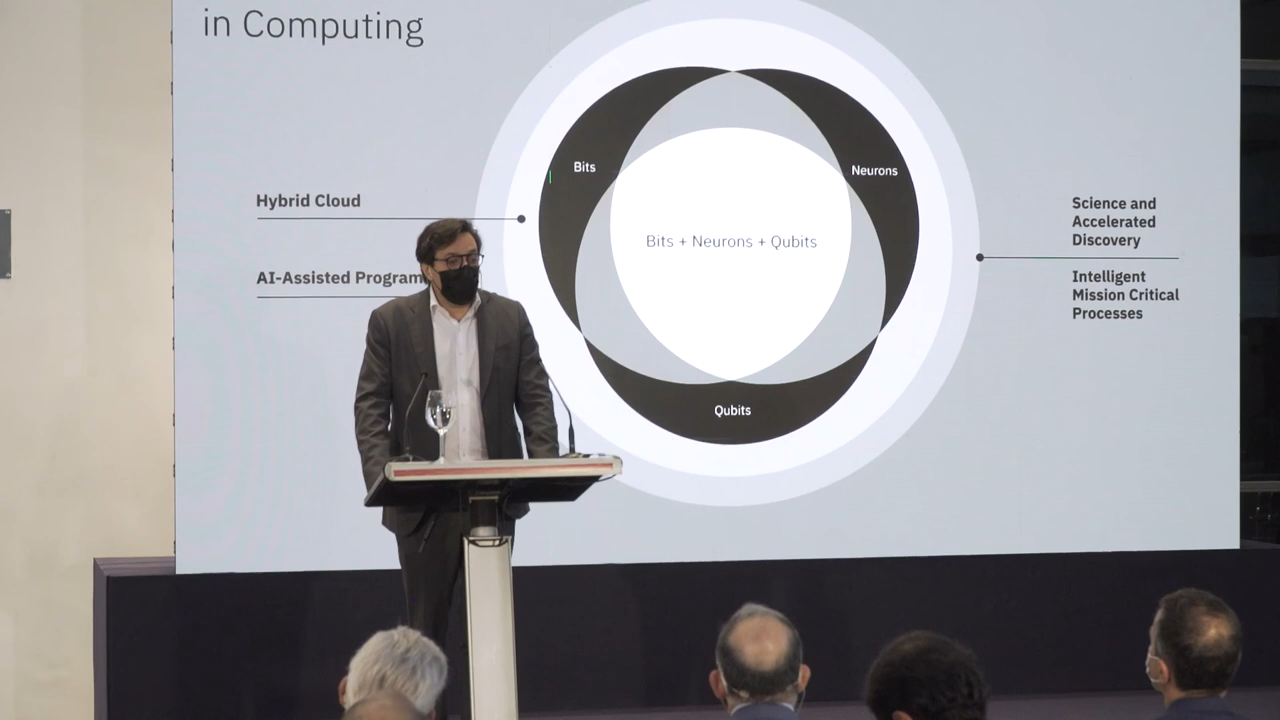 in Computing
Bits
Neurons
Hybrid Cloud
Science and
Accelerated
Discovery
Bits + Neurons + Qubits
AI-Assisted Program
Intelligent
Mission Critical
Processes
Qubits